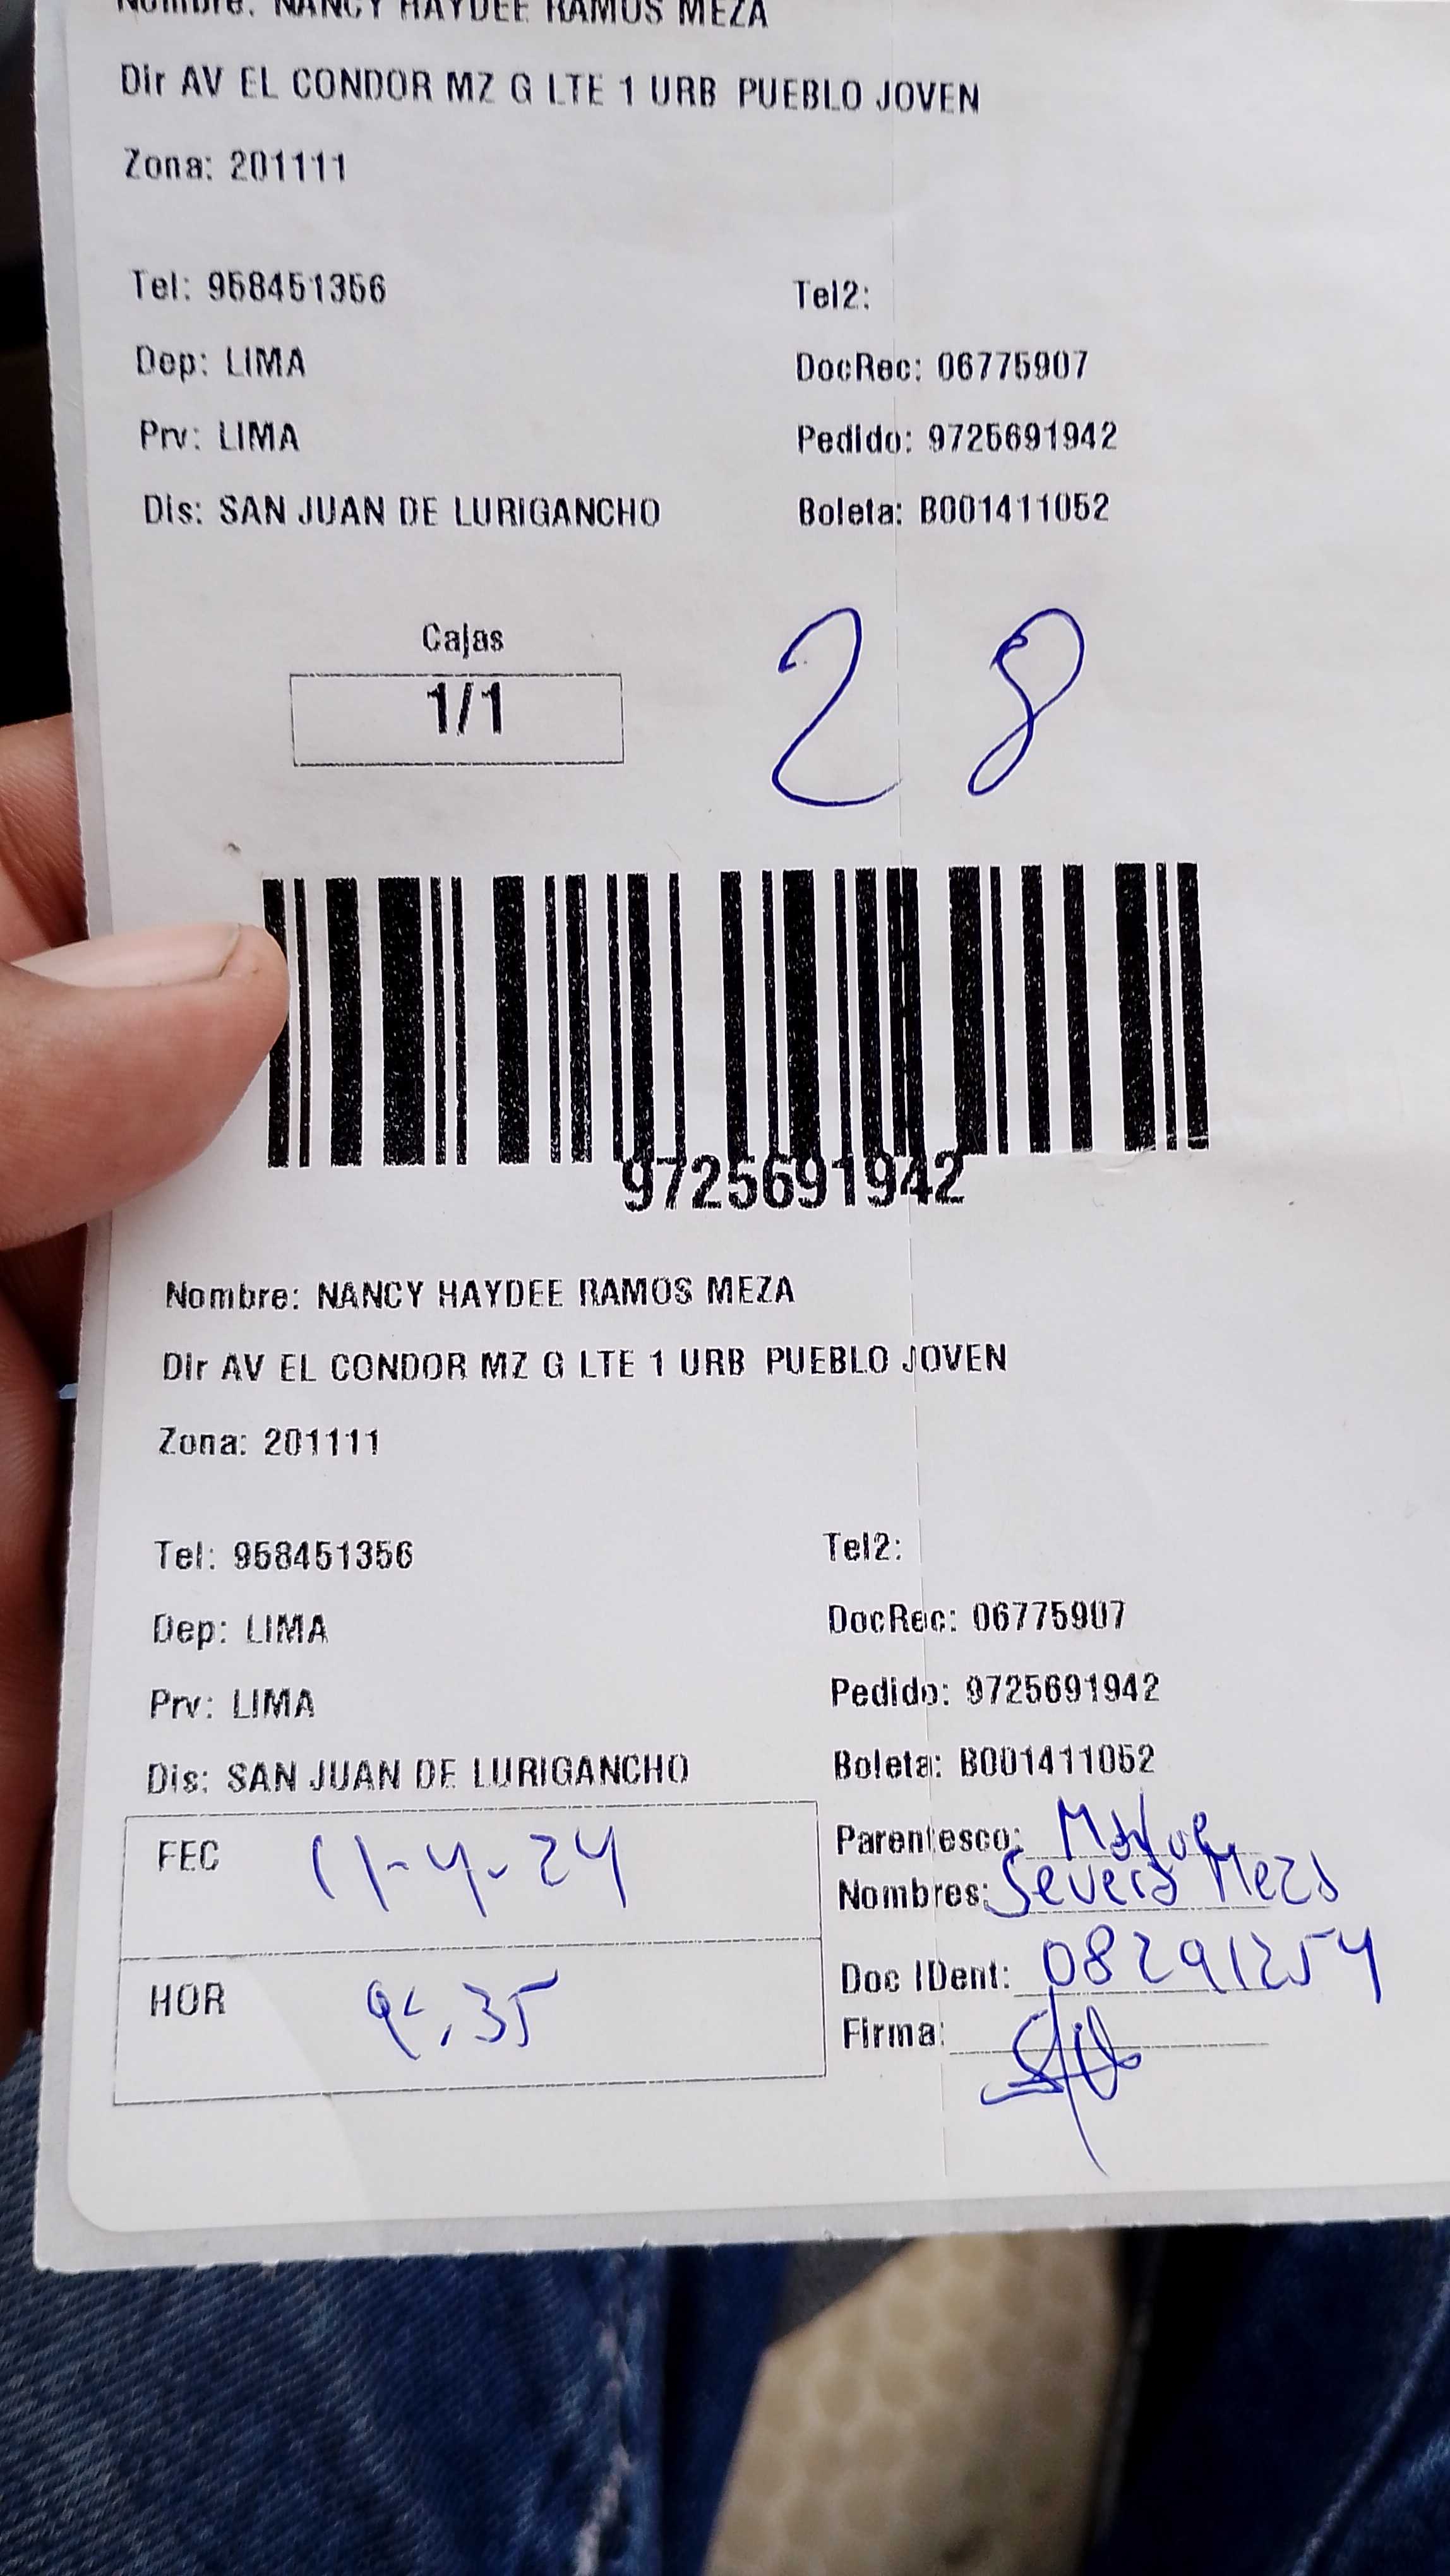 Nombre: NANCY HAYDEE RAMOS MEZA
Dir AV EL CONDOR MZ G LTE 1 URB PUEBLO JOVEN
Zona: 201111
Tel: 958451356 Tel2:
Dep: LIMA DocRec: 06775907
Prv: LIMA Pedido: 9725691942
Dis: SAN JUAN DE LURIGANCHO Boleta: B001411052
Cajas
1/1 28
9725691942
Nombre: NANCY HAYDEE RAMOS MEZA
Dir AV EL CONDOR MZ G LTE 1 URB PUEBLO JOVEN
Zona: 201111
Tel: 958451356 Tel2:
Dep: LIMA DocRec: 06775907
Prv: LIMA Pedido: 9725691942
Dis: SAN JUAN DE LURIGANCHO Boleta: B001411052
FEC 11-4-24 Parentesco:
Nombres: Severa Meza
HOR Doc IDent: 08291254
Firma: